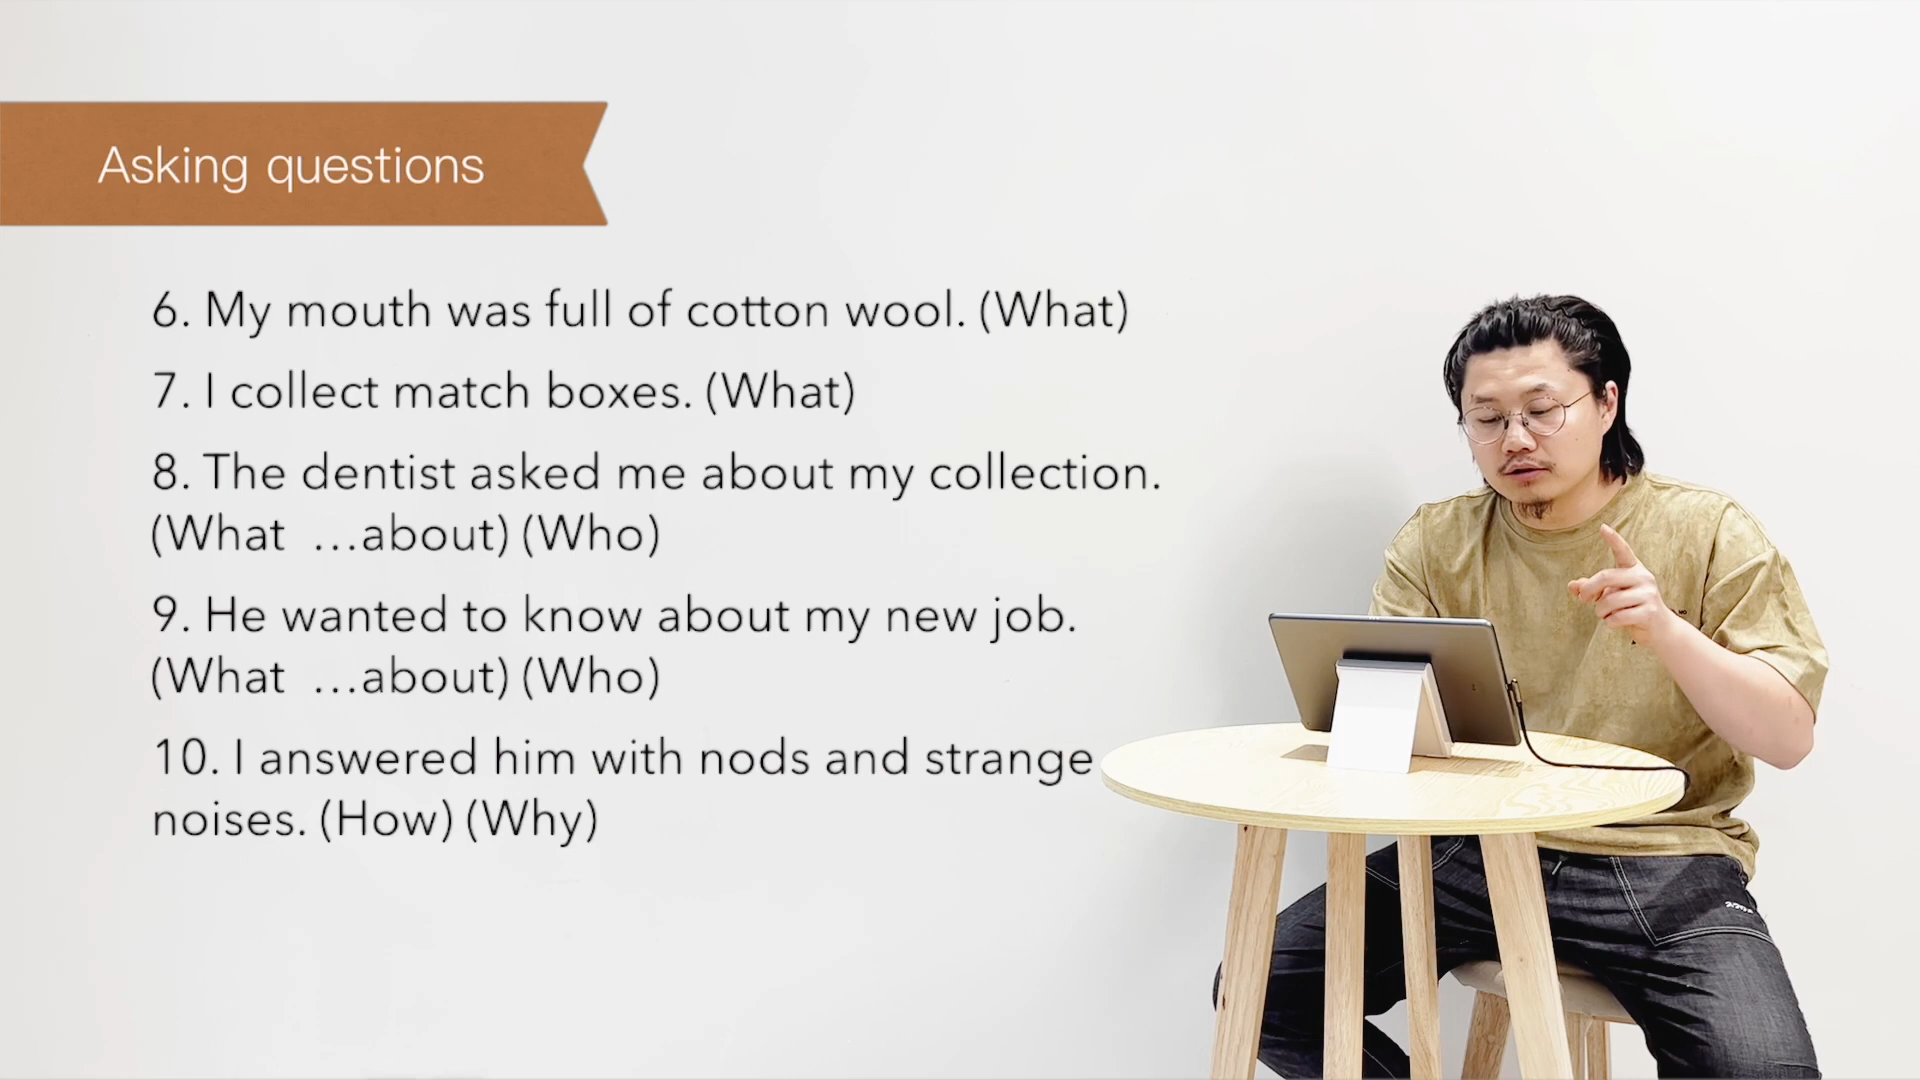 Asking questions
6. My mouth was full of cotton wool. (What)
7. I collect match boxes. (What)
8. The dentist asked me about my collection.
(What …about) (Who)
9. He wanted to know about my new job.
(What …about) (Who)
10. I answered him with nods and strange
noises. (How) (Why)